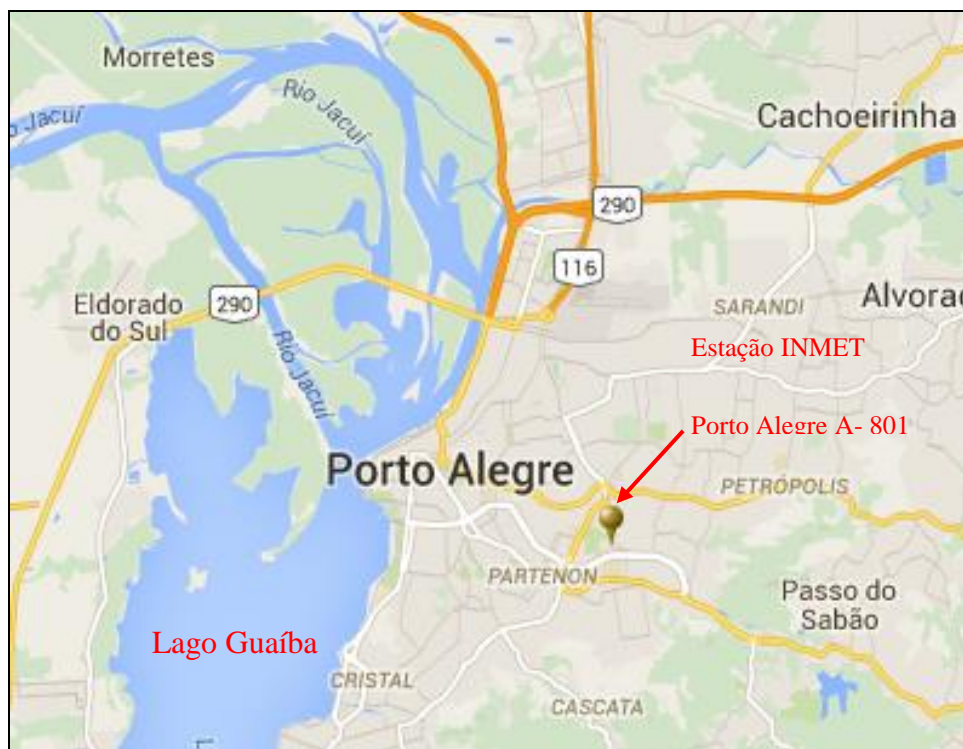 Morretes
Rio Jacuí
Rio Jacuí
Cachoeirinha
290
116
Eldorado
do Sul
290
SARANDI
Alvorad
Rio Jacuí
Estação INMET
Porto Alegre A- 801
Porto Alegre
PETRÓPOLIS
PARTENON
Passo do
Sabão
Lago Guaíba
CRISTAL
CASCATA